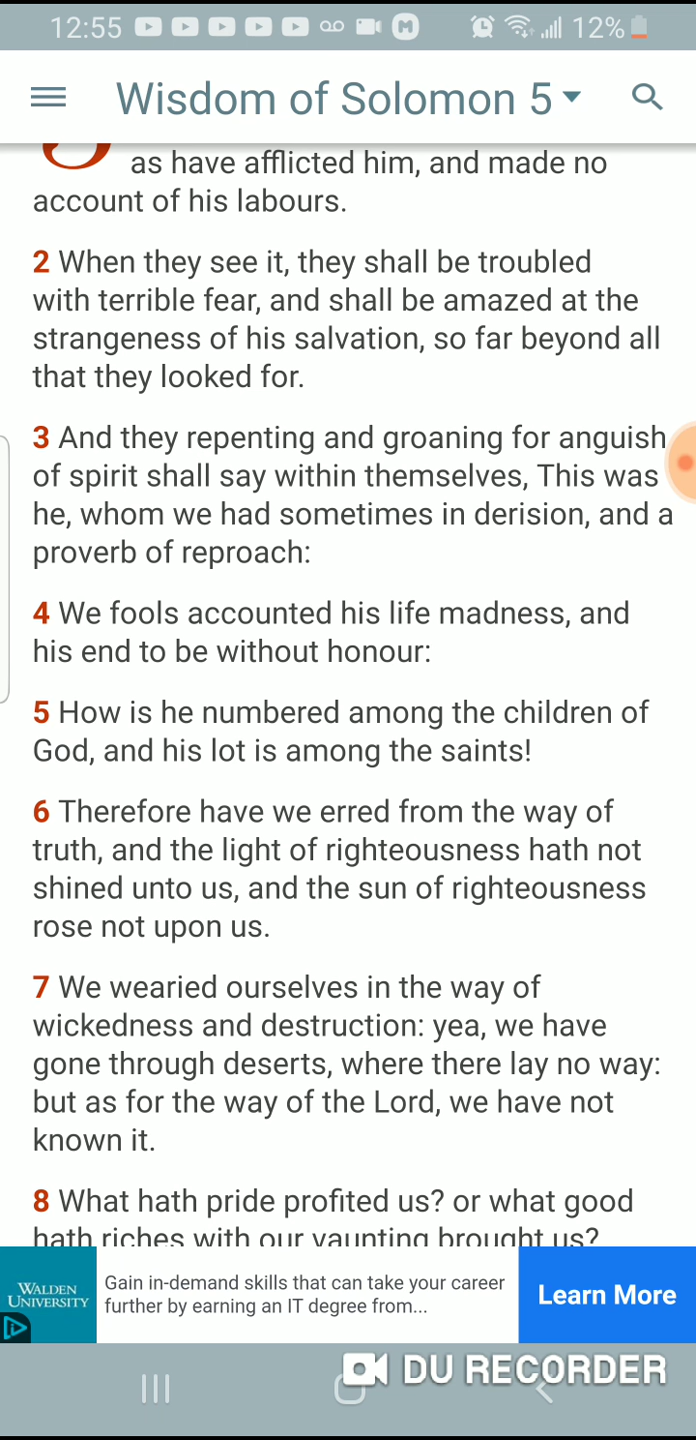 12:55
12%
Wisdom of Solomon 5
as have afflicted him, and made no
account of his labours.
2 When they see it, they shall be troubled
with terrible fear, and shall be amazed at the
strangeness of his salvation, so far beyond all
that they looked for.
3 And they repenting and groaning for anguish
of spirit shall say within themselves, This was
he, whom we had sometimes in derision, and a
proverb of reproach:
4 We fools accounted his life madness, and
his end to be without honour:
5 How is he numbered among the children of
God, and his lot is among the saints!
6 Therefore have we erred from the way of
truth, and the light of righteousness hath not
shined unto us, and the sun of righteousness
rose not upon us.
7 We wearied ourselves in the way of
wickedness and destruction: yea, we have
gone through deserts, where there lay no way:
but as for the way of the Lord, we have not
known it.
8 What hath pride profited us? or what good
hath riches with our vaunting brought us?
WALDEN
UNIVERSITY
Gain in-demand skills that can take your career
further by earning an IT degree from...
Learn More
DU RECORDER